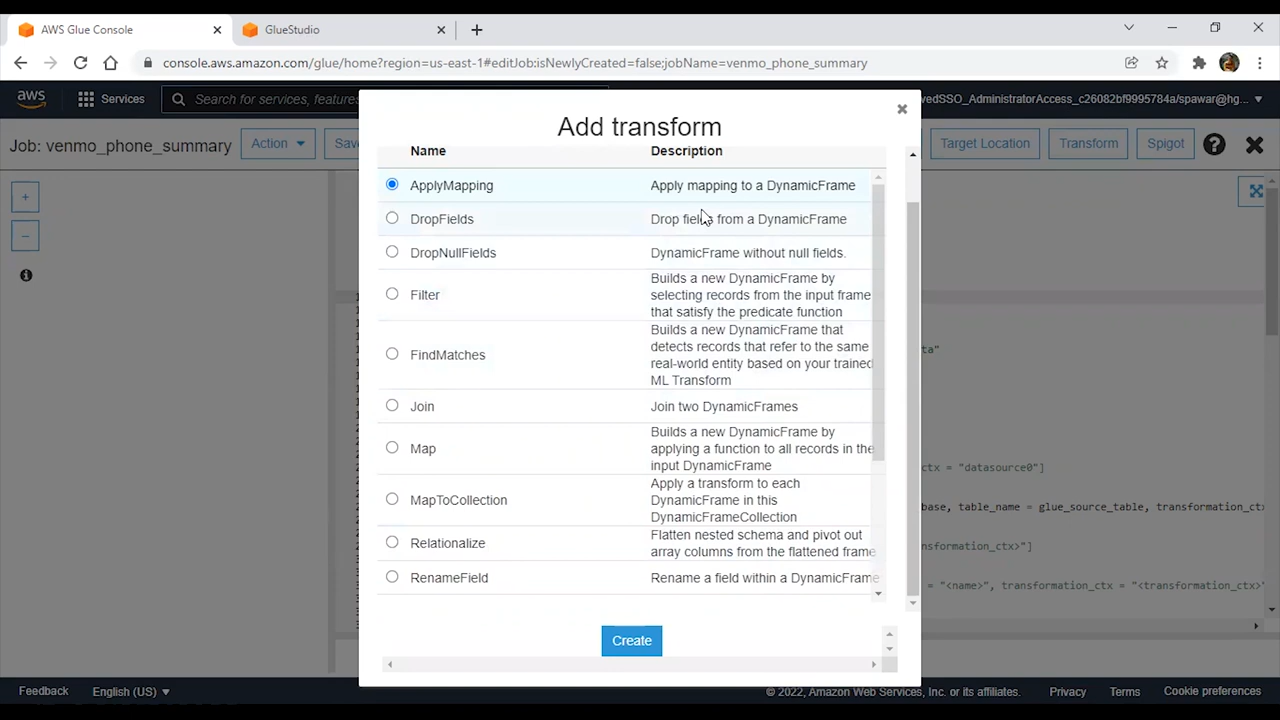 AWS Glue Console
GlueStudio
console.aws.amazon.com/glue/home?region=us-east-1#editJob:isNewlyCreated=false;jobName=venmo_phone_summary
aws
Services
Search for services, feature
vedSSO_AdministratorAccess_c26082bf9995784a/spawar@hg...
Job: venmo_phone_summary
Action
Sav
Target Location
Transform
Spigot
Add transform
Name
Description
ApplyMapping
Apply mapping to a DynamicFrame
DropFields
Drop fields from a DynamicFrame
DropNullFields
DynamicFrame without null fields.
Filter
Builds a new DynamicFrame by
selecting records from the input frame
that satisfy the predicate function
FindMatches
Builds a new DynamicFrame that
detects records that refer to the same
real-world entity based on your trained
ML Transform
Join
Join two DynamicFrames
Map
Builds a new DynamicFrame by
applying a function to all records in the
input DynamicFrame
MapToCollection
Apply a transform to each
DynamicFrame in this
DynamicFrameCollection
Relationalize
Flatten nested schema and pivot out
array columns from the flattened frame
RenameField
Rename a field within a DynamicFrame
Create
ta"
ctx = "datasource0"]
base, table_name = glue_source_table, transformation_ctx
nsformation_ctx>"]
= "<name>", transformation_ctx = "<transformation_ctx>"
Feedback
English (US)
© 2022, Amazon Web Services, Inc. or its affiliates.
Privacy
Terms
Cookie preferences